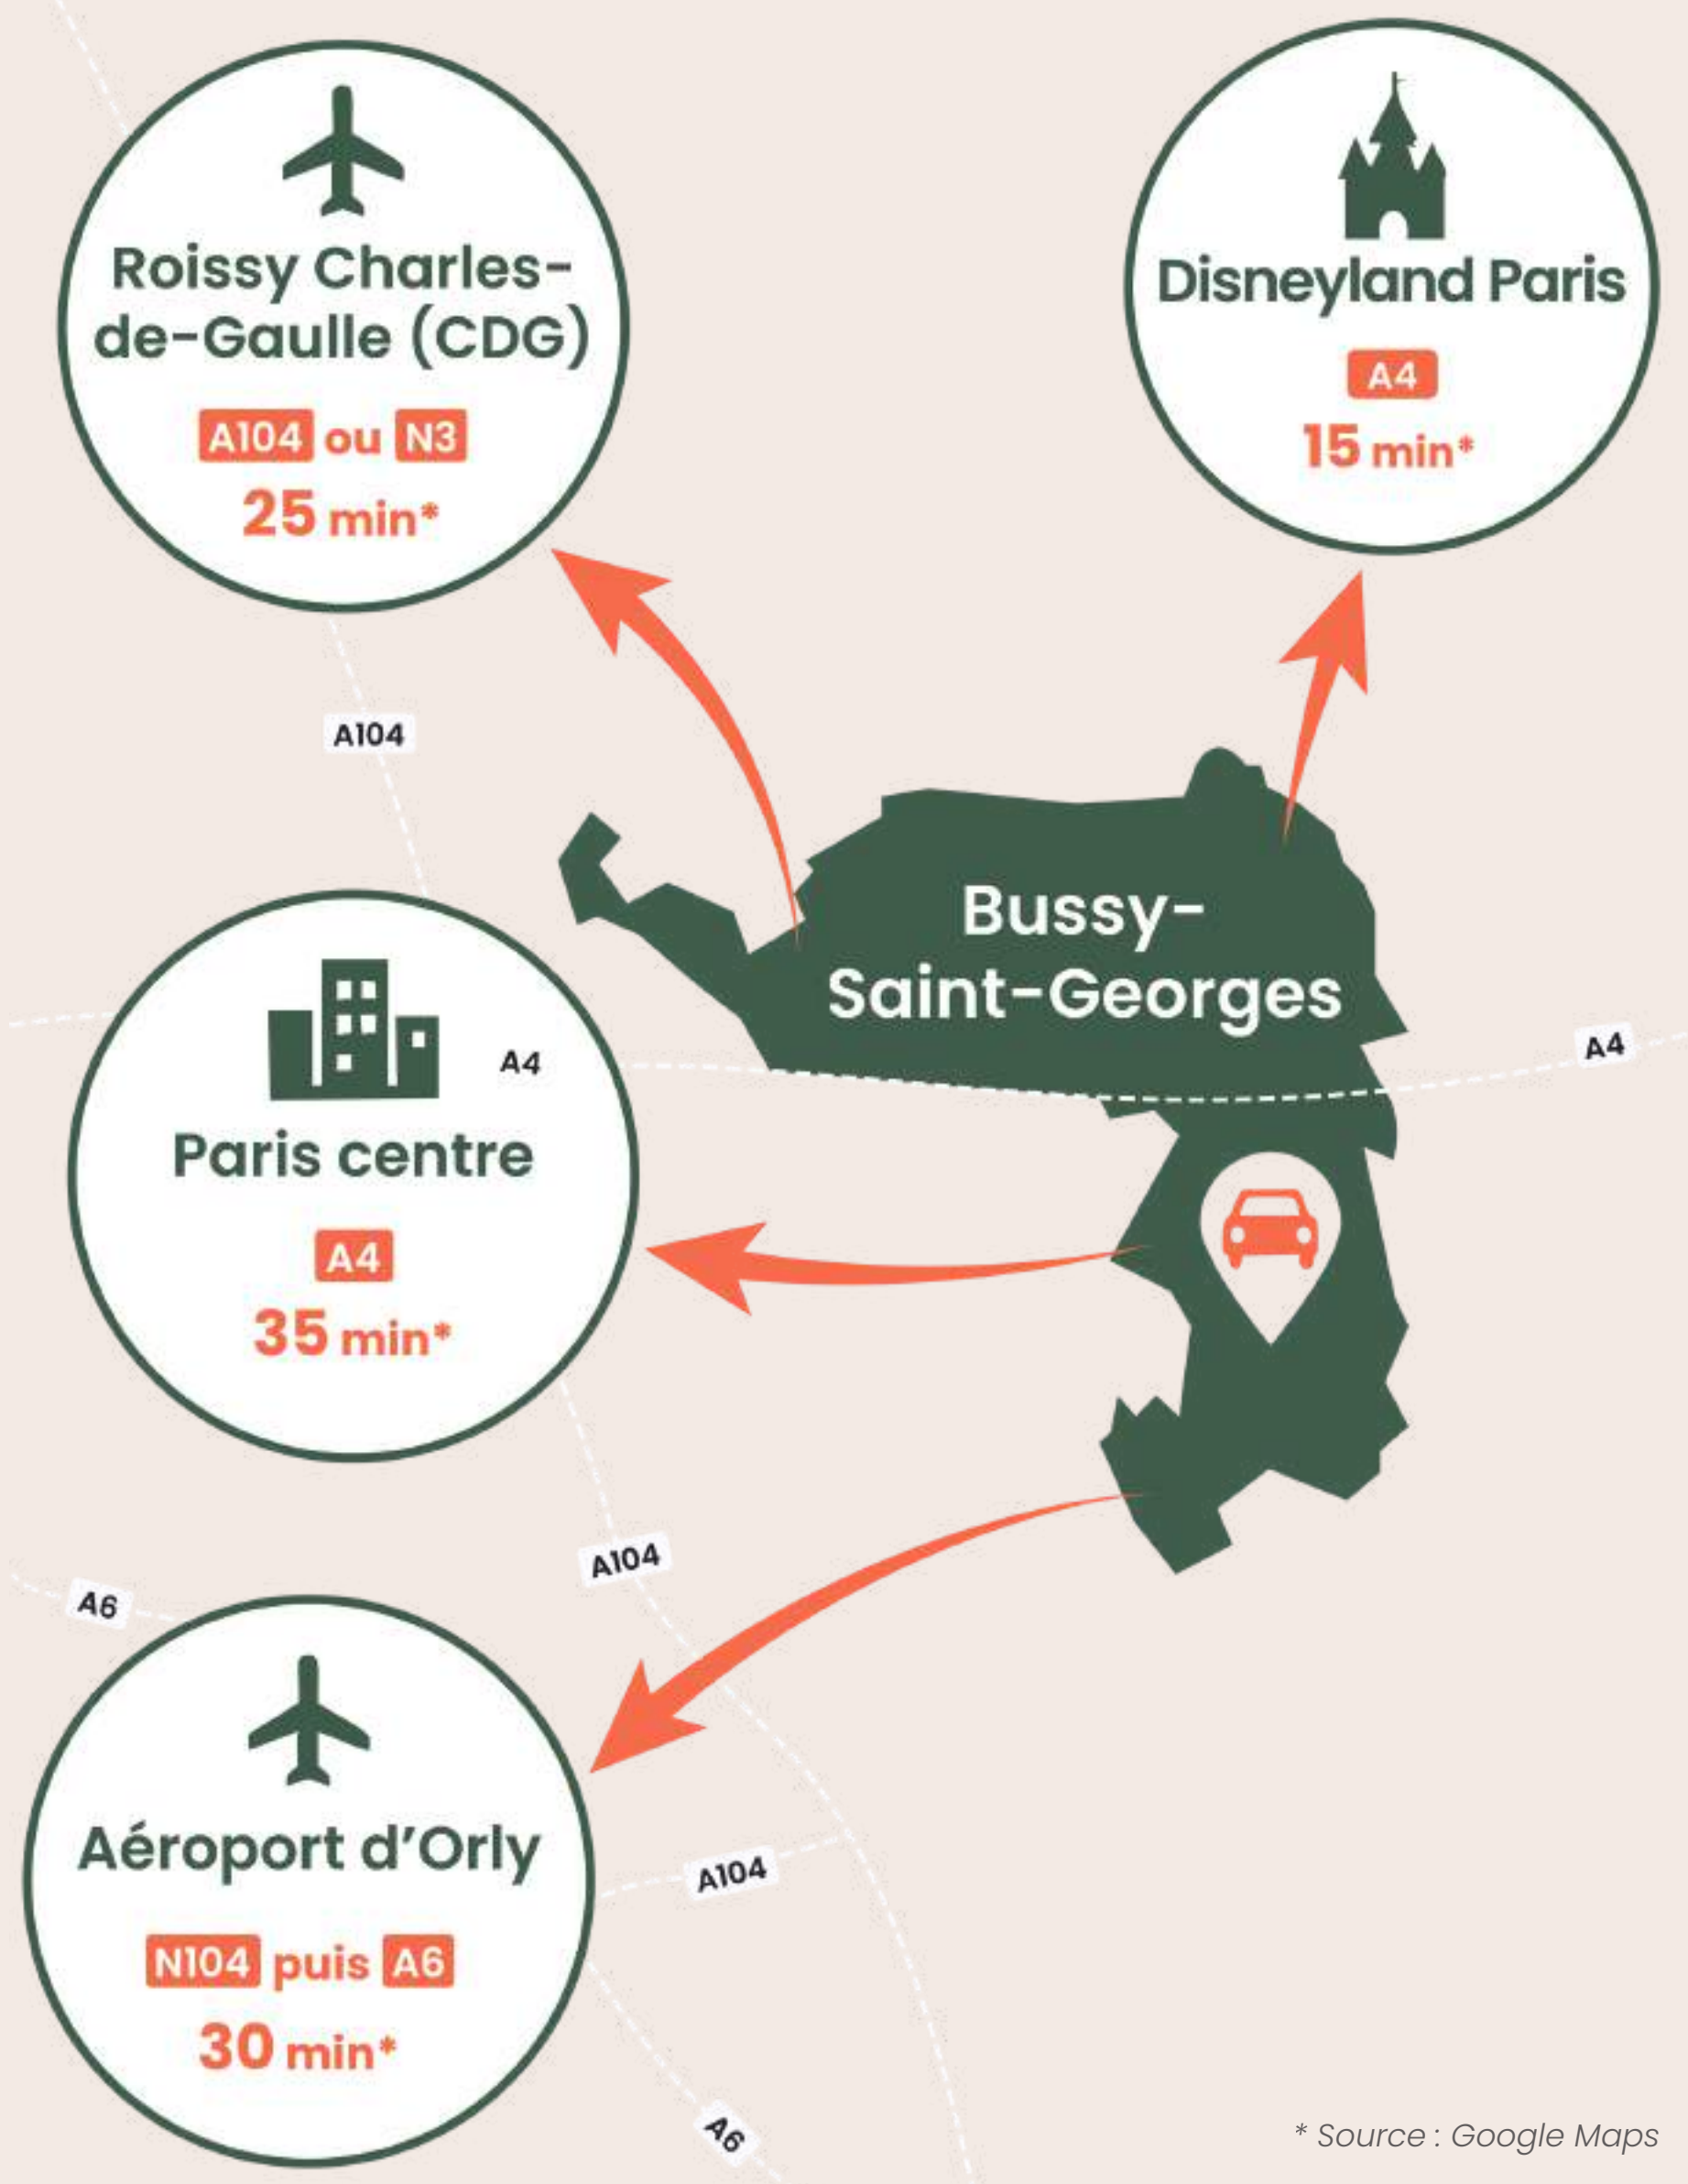 Roissy Charles-
de-Gaulle (CDG)
A104 ou N3
25 min*
Disneyland Paris
A4
15 min*
A104
Bussy-
Saint-Georges
A4
A4
Paris centre
A4
35 min*
A104
A6
Aéroport d’Orly
N104 puis A6
30 min*
A104
A6
* Source : Google Maps